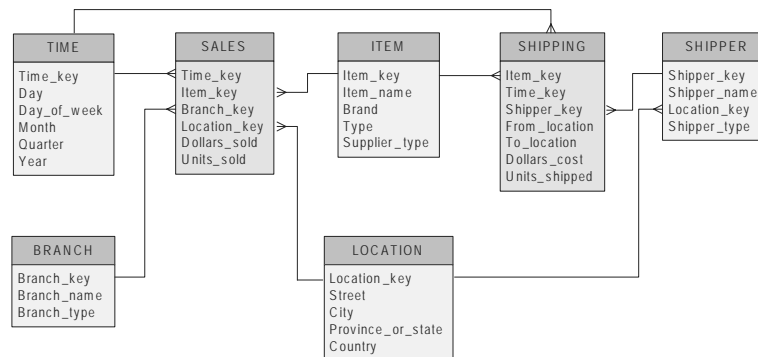 TIME
Time_key
Day
Day_of_week
Month
Quarter
Year
SALES
Time_key
Item_key
Branch_key
Location_key
Dollars_sold
Units_sold
ITEM
Item_key
Item_name
Brand
Type
Supplier_type
SHIPPING
Item_key
Time_key
Shipper_key
From_location
To_location
Dollars_cost
Units_shipped
SHIPPER
Shipper_key
Shipper_name
Location_key
Shipper_type
BRANCH
Branch_key
Branch_name
Branch_type
LOCATION
Location_key
Street
City
Province_or_state
Country